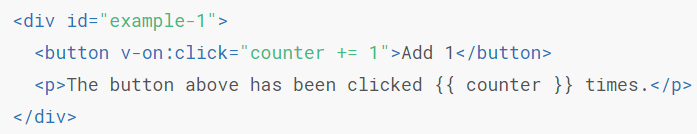 <div id="example-1">
  <button v-on:click="counter += 1">Add 1</button>
  <p>The button above has been clicked {{ counter }} times.</p>
</div>